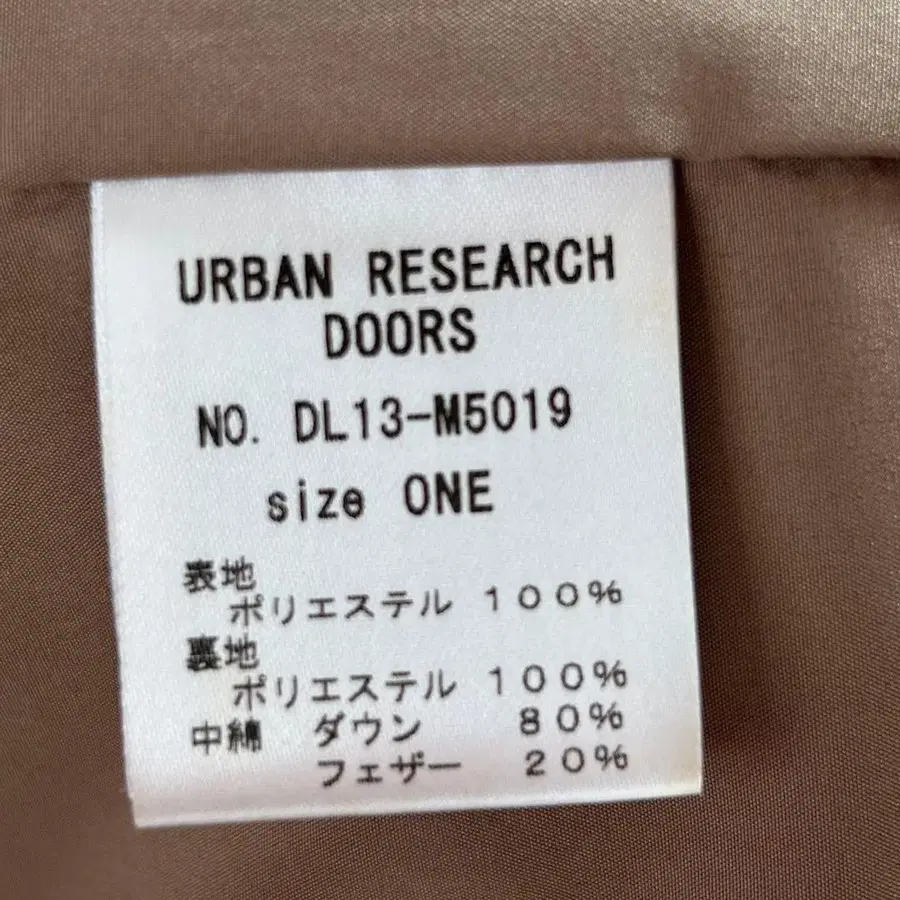 URBAN RESEARCH
DOORS
NO. DL13-M5019
size ONE
表地
ポリエステル 100%
裏地
ポリエステル 100%
中綿 ダウン 80%
フェザー 20%